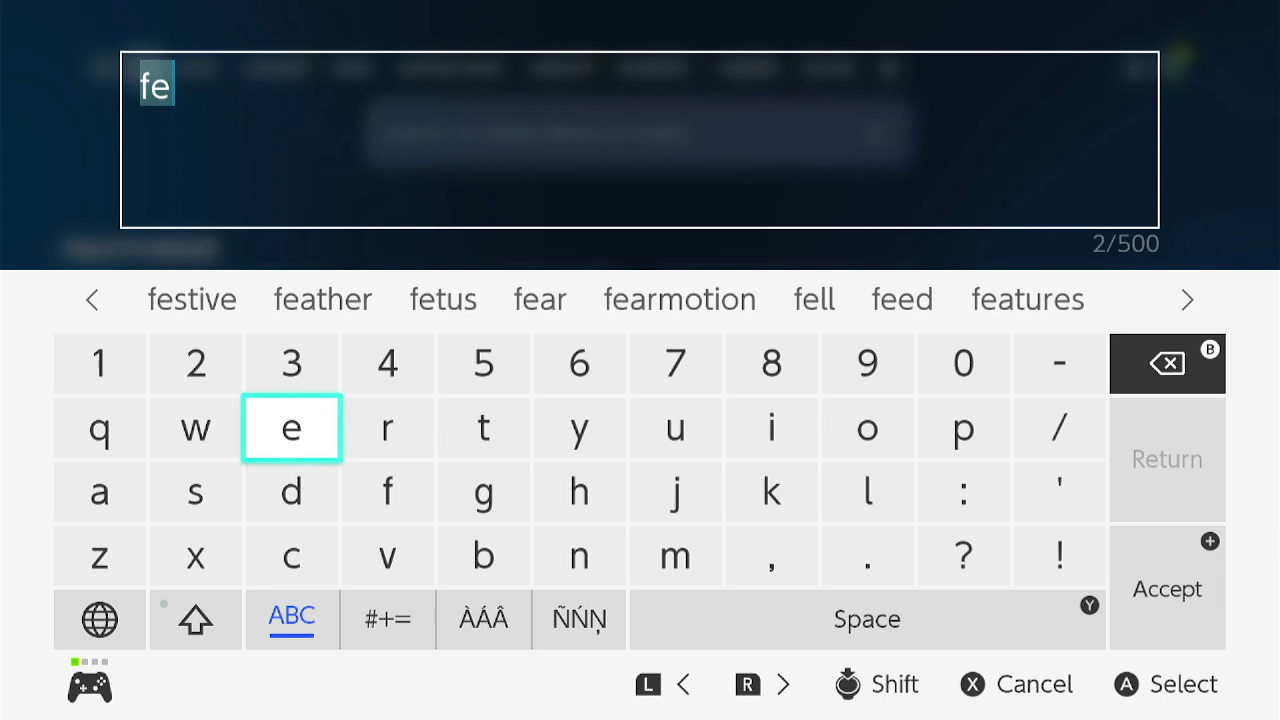 fe
2/500
festive feather fetus fear fearmotion fell feed features
1 2 3 4 5 6 7 8 9 0 - B
q w e r t y u i o p /
Return
a s d f g h j k l : '
z x c v b n m , . ? !
Accept
ABC #+= ÀÁÂ ÑŃŅ Space Y
L R Shift X Cancel A Select